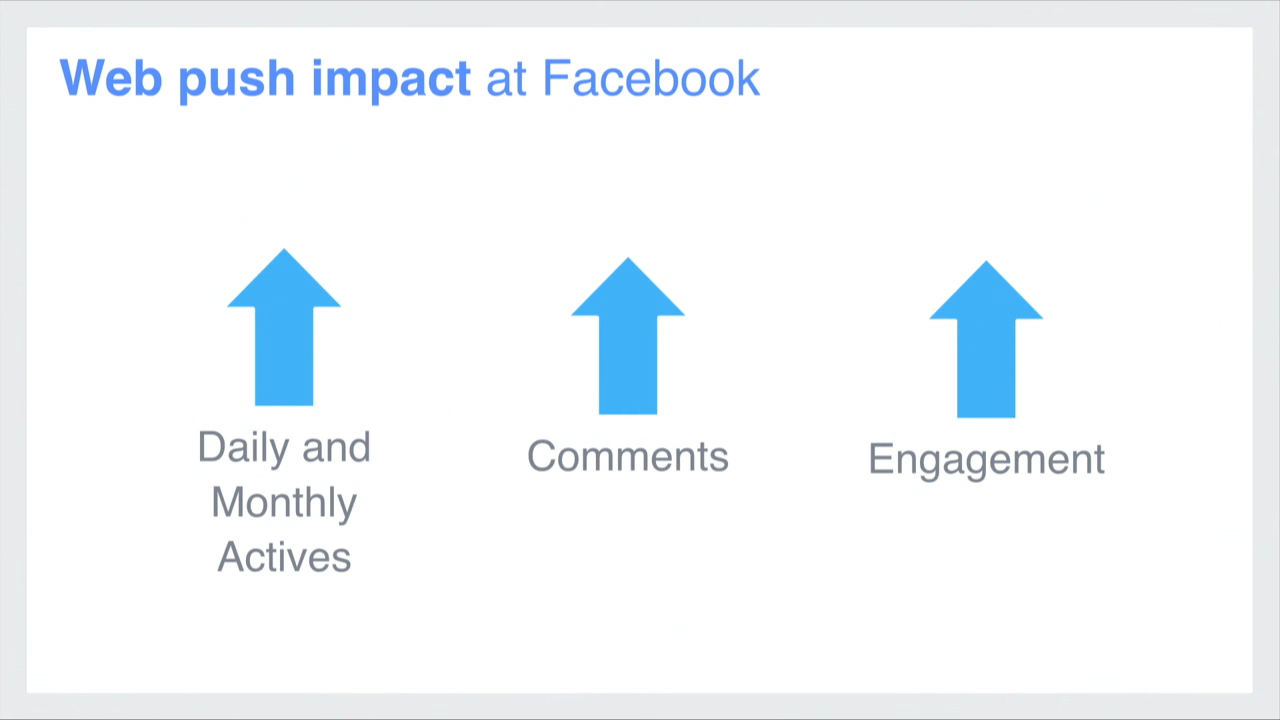 Web push impact at Facebook
Daily and
Monthly
Actives
Comments
Engagement